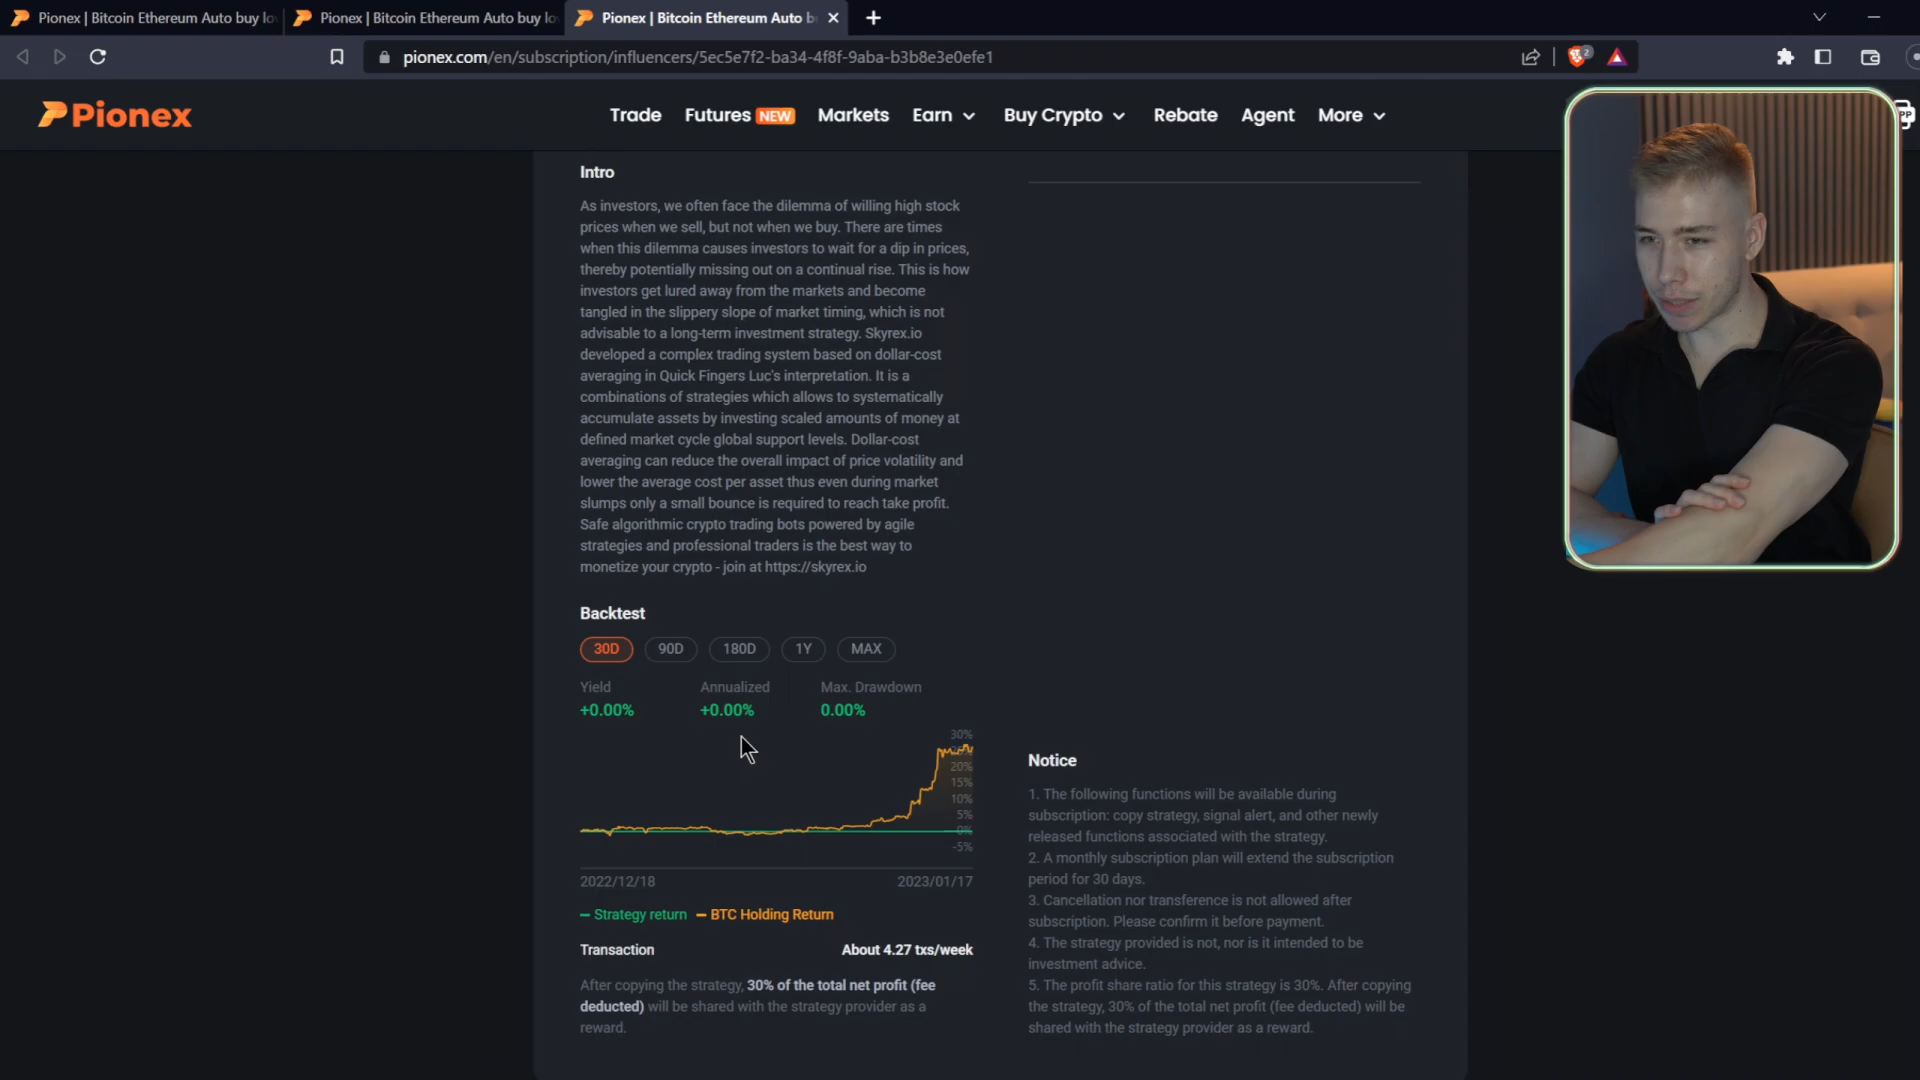 Pionex | Bitcoin Ethereum Auto buy lo
Pionex | Bitcoin Ethereum Auto buy lo
Pionex | Bitcoin Ethereum Auto b
pionex.com/en/subscription/influencers/5ec5e7f2-ba34-4f8f-9aba-b3b8e3e0efe1
2
Pionex
Trade
Futures NEW
Markets
Earn
Buy Crypto
Rebate
Agent
More
Intro
As investors, we often face the dilemma of willing high stock
prices when we sell, but not when we buy. There are times
when this dilemma causes investors to wait for a dip in prices,
thereby potentially missing out on a continual rise. This is how
investors get lured away from the markets and become
tangled in the slippery slope of market timing, which is not
advisable to a long-term investment strategy. Skyrex.io
developed a complex trading system based on dollar-cost
averaging in Quick Fingers Luc's interpretation. It is a
combinations of strategies which allows to systematically
accumulate assets by investing scaled amounts of money at
defined market cycle global support levels. Dollar-cost
averaging can reduce the overall impact of price volatility and
lower the average cost per asset thus even during market
slumps only a small bounce is required to reach take profit.
Safe algorithmic crypto trading bots powered by agile
strategies and professional traders is the best way to
monetize your crypto - join at https://skyrex.io
Backtest
30D 90D 180D 1Y MAX
Yield Annualized Max. Drawdown
+0.00% +0.00% 0.00%
30%
25%
20%
15%
10%
5%
0%
-5%
2022/12/18 2023/01/17
Strategy return BTC Holding Return
Transaction About 4.27 txs/week
After copying the strategy, 30% of the total net profit (fee
deducted) will be shared with the strategy provider as a
reward.
Notice
1. The following functions will be available during
subscription: copy strategy, signal alert, and other newly
released functions associated with the strategy.
2. A monthly subscription plan will extend the subscription
period for 30 days.
3. Cancellation nor transference is not allowed after
subscription. Please confirm it before payment.
4. The strategy provided is not, nor is it intended to be
investment advice.
5. The profit share ratio for this strategy is 30%. After copying
the strategy, 30% of the total net profit (fee deducted) will be
shared with the strategy provider as a reward.